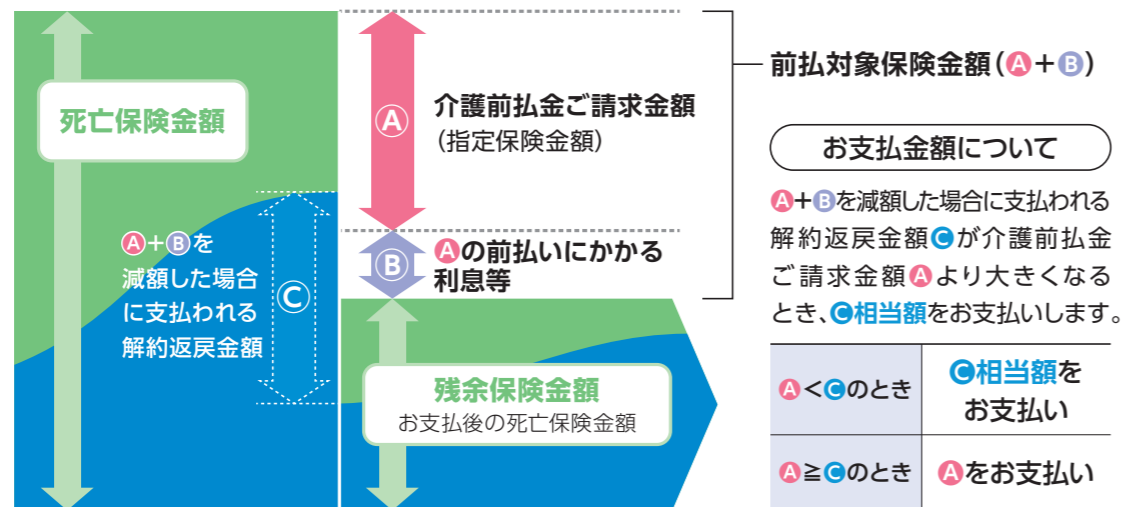 死亡保険金額
Ⓐ+Ⓑを
減額した場合
に支払われる
解約返戻金額
Ⓒ
Ⓐ
介護前払金ご請求金額
(指定保険金額)
Ⓑ
Ⓐの前払いにかかる
利息等
残余保険金額
お支払後の死亡保険金額
前払対象保険金額(Ⓐ+Ⓑ)
お支払金額について
Ⓐ+Ⓑを減額した場合に支払われる
解約返戻金額Ⓒが介護前払金
ご請求金額Ⓐより大きくなる
とき、Ⓒ相当額をお支払いします。
Ⓐ<Ⓒのとき
Ⓒ相当額を
お支払い
Ⓐ≧Ⓒのとき
Ⓐをお支払い